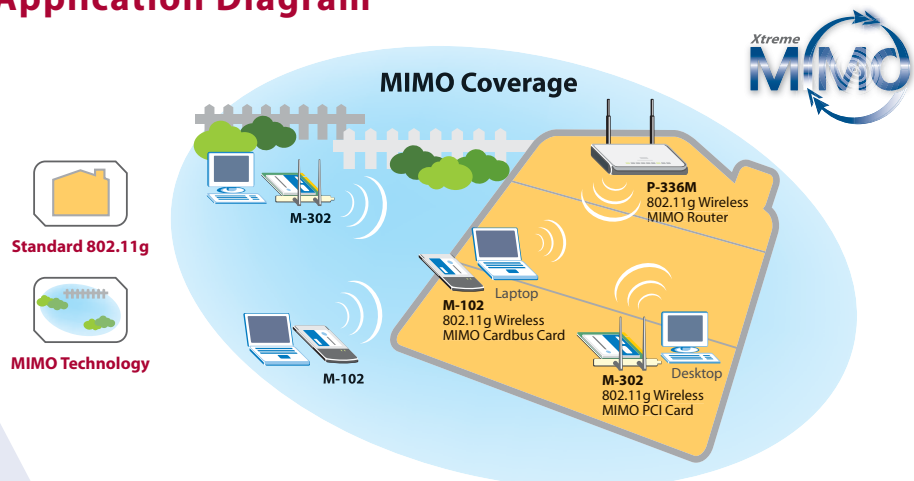 Application Diagram
Xtreme
MIMO
MIMO Coverage
P-336M
802.11g Wireless
MIMO Router
M-302
Standard 802.11g
Laptop
M-102
802.11g Wireless
MIMO Cardbus Card
MIMO Technology
M-102
Desktop
M-302
802.11g Wireless
MIMO PCI Card